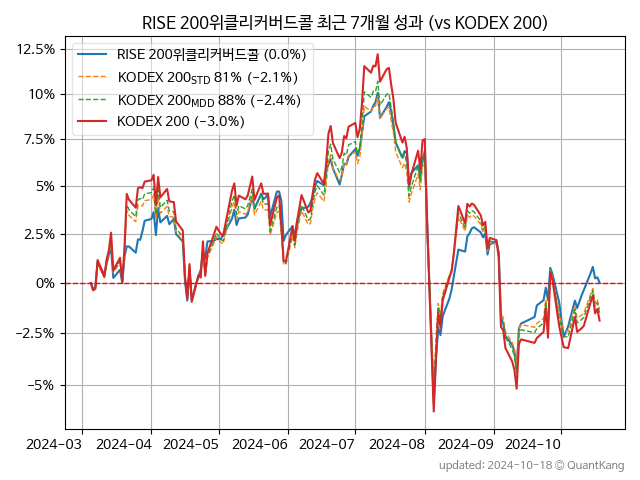 RISE 200위클리커버드콜 최근 7개월 성과 (vs KODEX 200)
RISE 200위클리커버드콜 (0.0%)
KODEX 200STD 81% (−2.1%)
KODEX 200MDD 88% (−2.4%)
KODEX 200 (−3.0%)
12.5%
10%
7.5%
5%
2.5%
0%
−2.5%
−5%
2024-03 2024-04 2024-05 2024-06 2024-07 2024-08 2024-09 2024-10
updated: 2024-10-18 © QuantKang